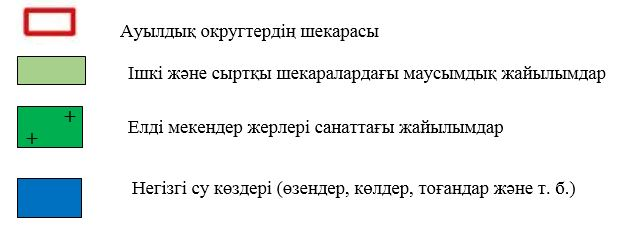 Ауылдық округтердің шекарасы
Ішкі және сыртқы шекаралардағы маусымдық жайылымдар
Елді мекендер жерлері санаттағы жайылымдар
Негізгі су көздері (өзендер, көлдер, тоғандар және т. б.)